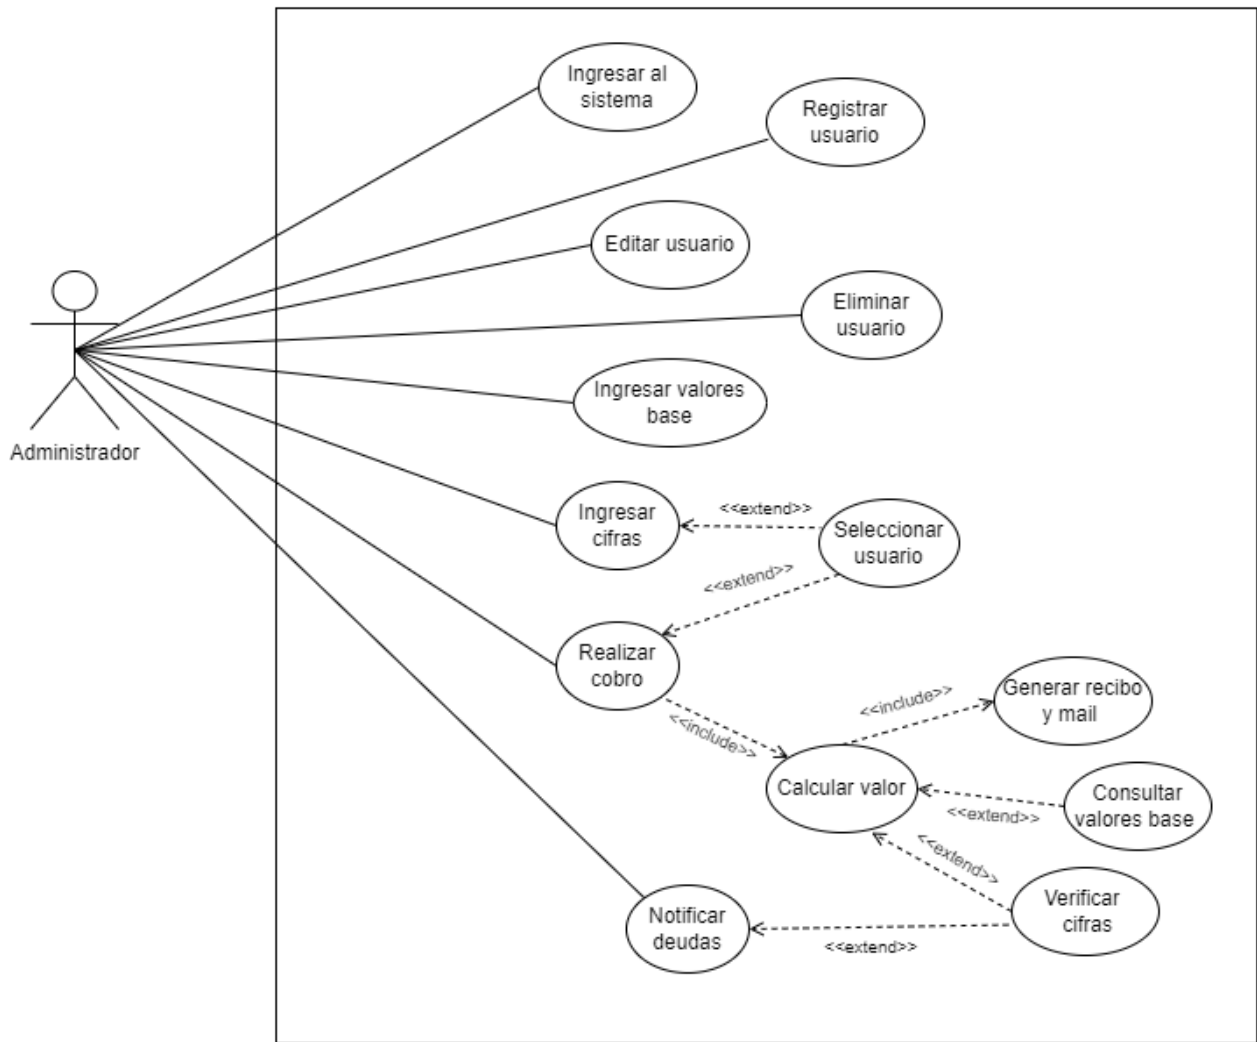 Ingresar al
sistema
Registrar
usuario
Editar usuario
Eliminar
usuario
Ingresar valores
base
Administrador
Ingresar
cifras
<<extend>>
Seleccionar
usuario
<<extend>>
Realizar
cobro
<<include>>
<<include>>
Generar recibo
y mail
Calcular valor
<<extend>>
Consultar
valores base
<<extend>>
Verificar
cifras
Notificar
deudas
<<extend>>